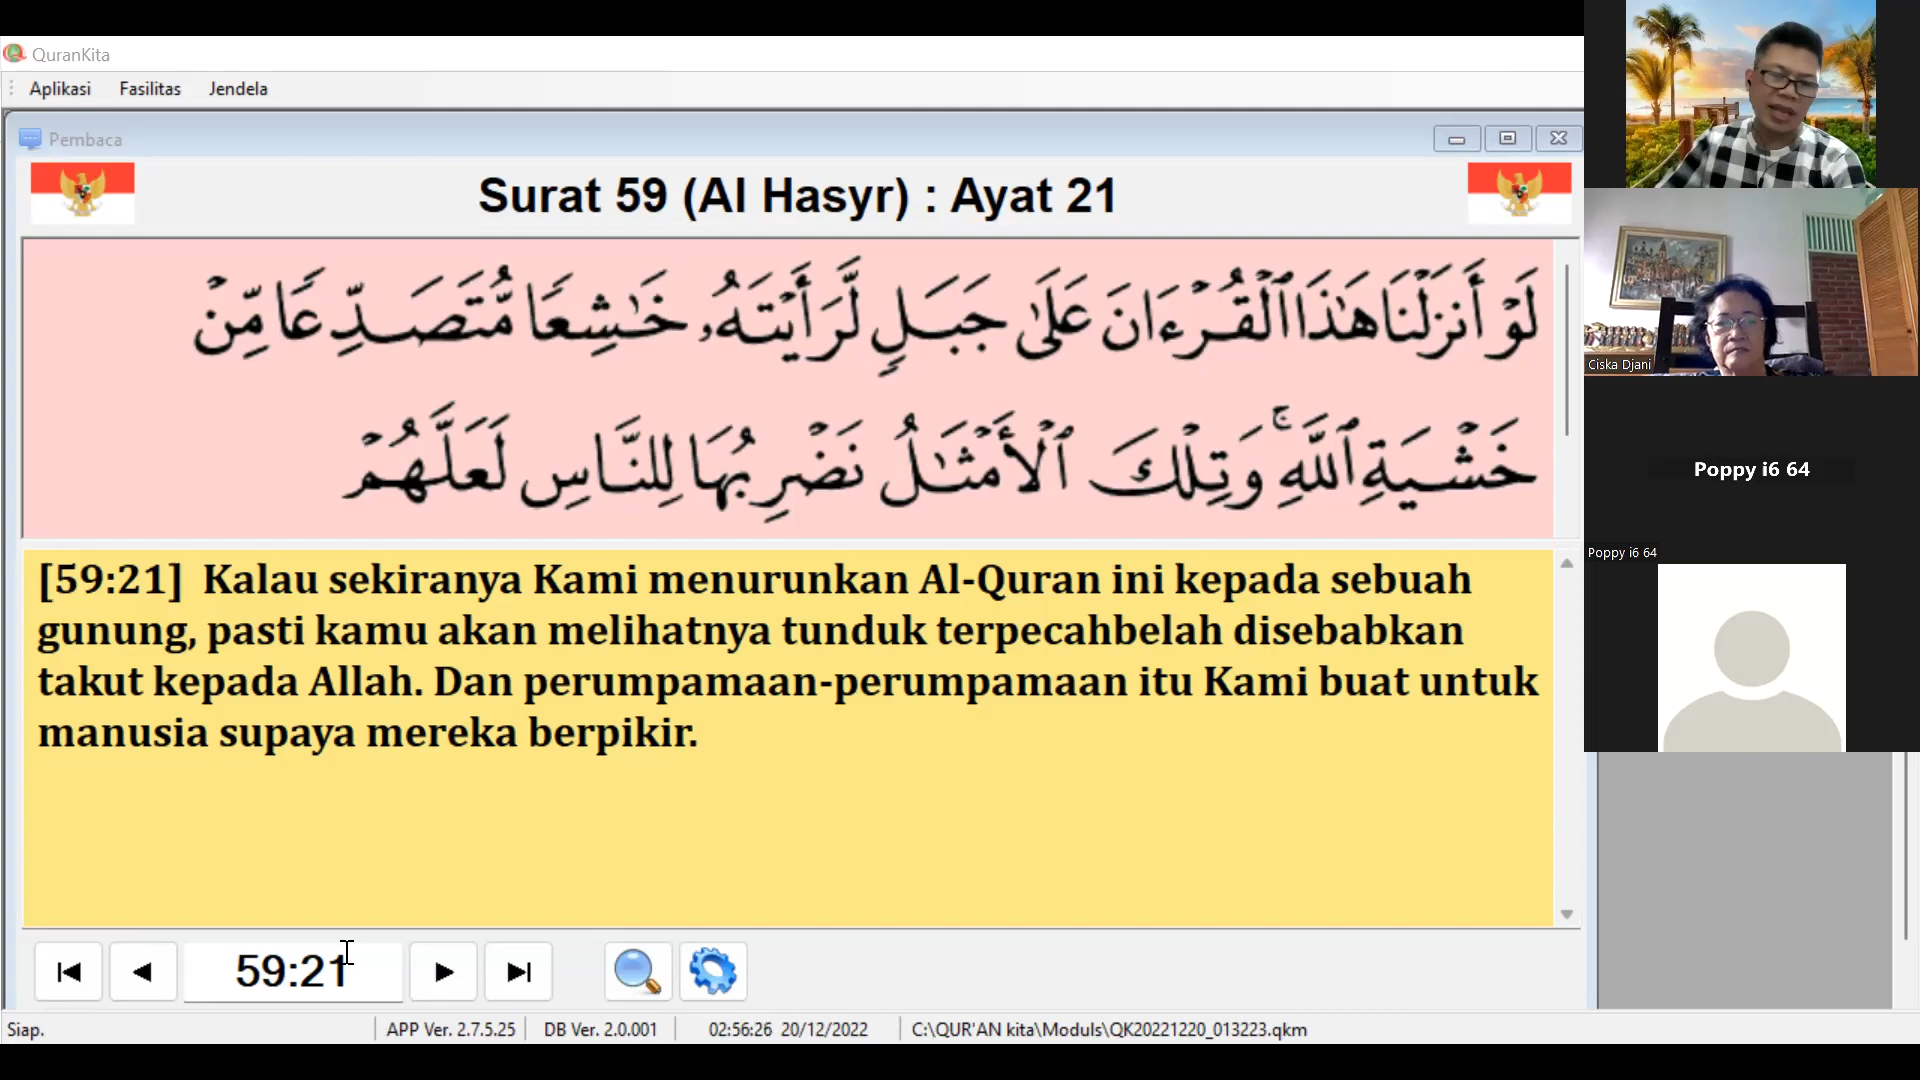 QuranKita
Aplikasi Fasilitas Jendela
Pembaca
Surat 59 (Al Hasyr) : Ayat 21
لَوْ أَنزَلْنَا هَٰذَا ٱلْقُرْءَانَ عَلَىٰ جَبَلٍ لَّرَأَيْتَهُۥ خَٰشِعًا مُّتَصَدِّعًا مِّنْ
خَشْيَةِ ٱللَّهِ ۚ وَتِلْكَ ٱلْأَمْثَٰلُ نَضْرِبُهَا لِلنَّاسِ لَعَلَّهُمْ
[59:21] Kalau sekiranya Kami menurunkan Al-Quran ini kepada sebuah
gunung, pasti kamu akan melihatnya tunduk terpecahbelah disebabkan
takut kepada Allah. Dan perumpamaan-perumpamaan itu Kami buat untuk
manusia supaya mereka berpikir.
59:21
Siap. APP Ver. 2.7.5.25 DB Ver. 2.0.001 02:56:26 20/12/2022 C:\QUR'AN kita\Moduls\QK20221220_013223.qkm
Ciska Djani
Poppy i6 64
Poppy i6 64